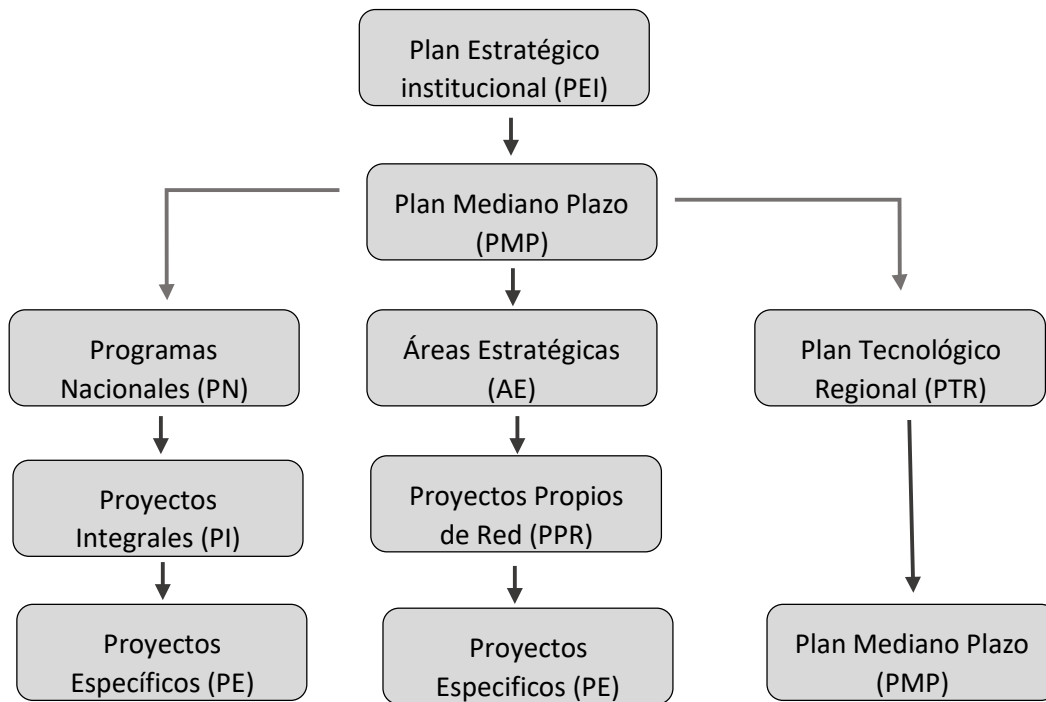 Plan Estratégico
institucional (PEI)
Plan Mediano Plazo
(PMP)
Programas
Nacionales (PN)
Áreas Estratégicas
(AE)
Plan Tecnológico
Regional (PTR)
Proyectos
Integrales (PI)
Proyectos Propios
de Red (PPR)
Proyectos
Específicos (PE)
Proyectos
Especificos (PE)
Plan Mediano Plazo
(PMP)